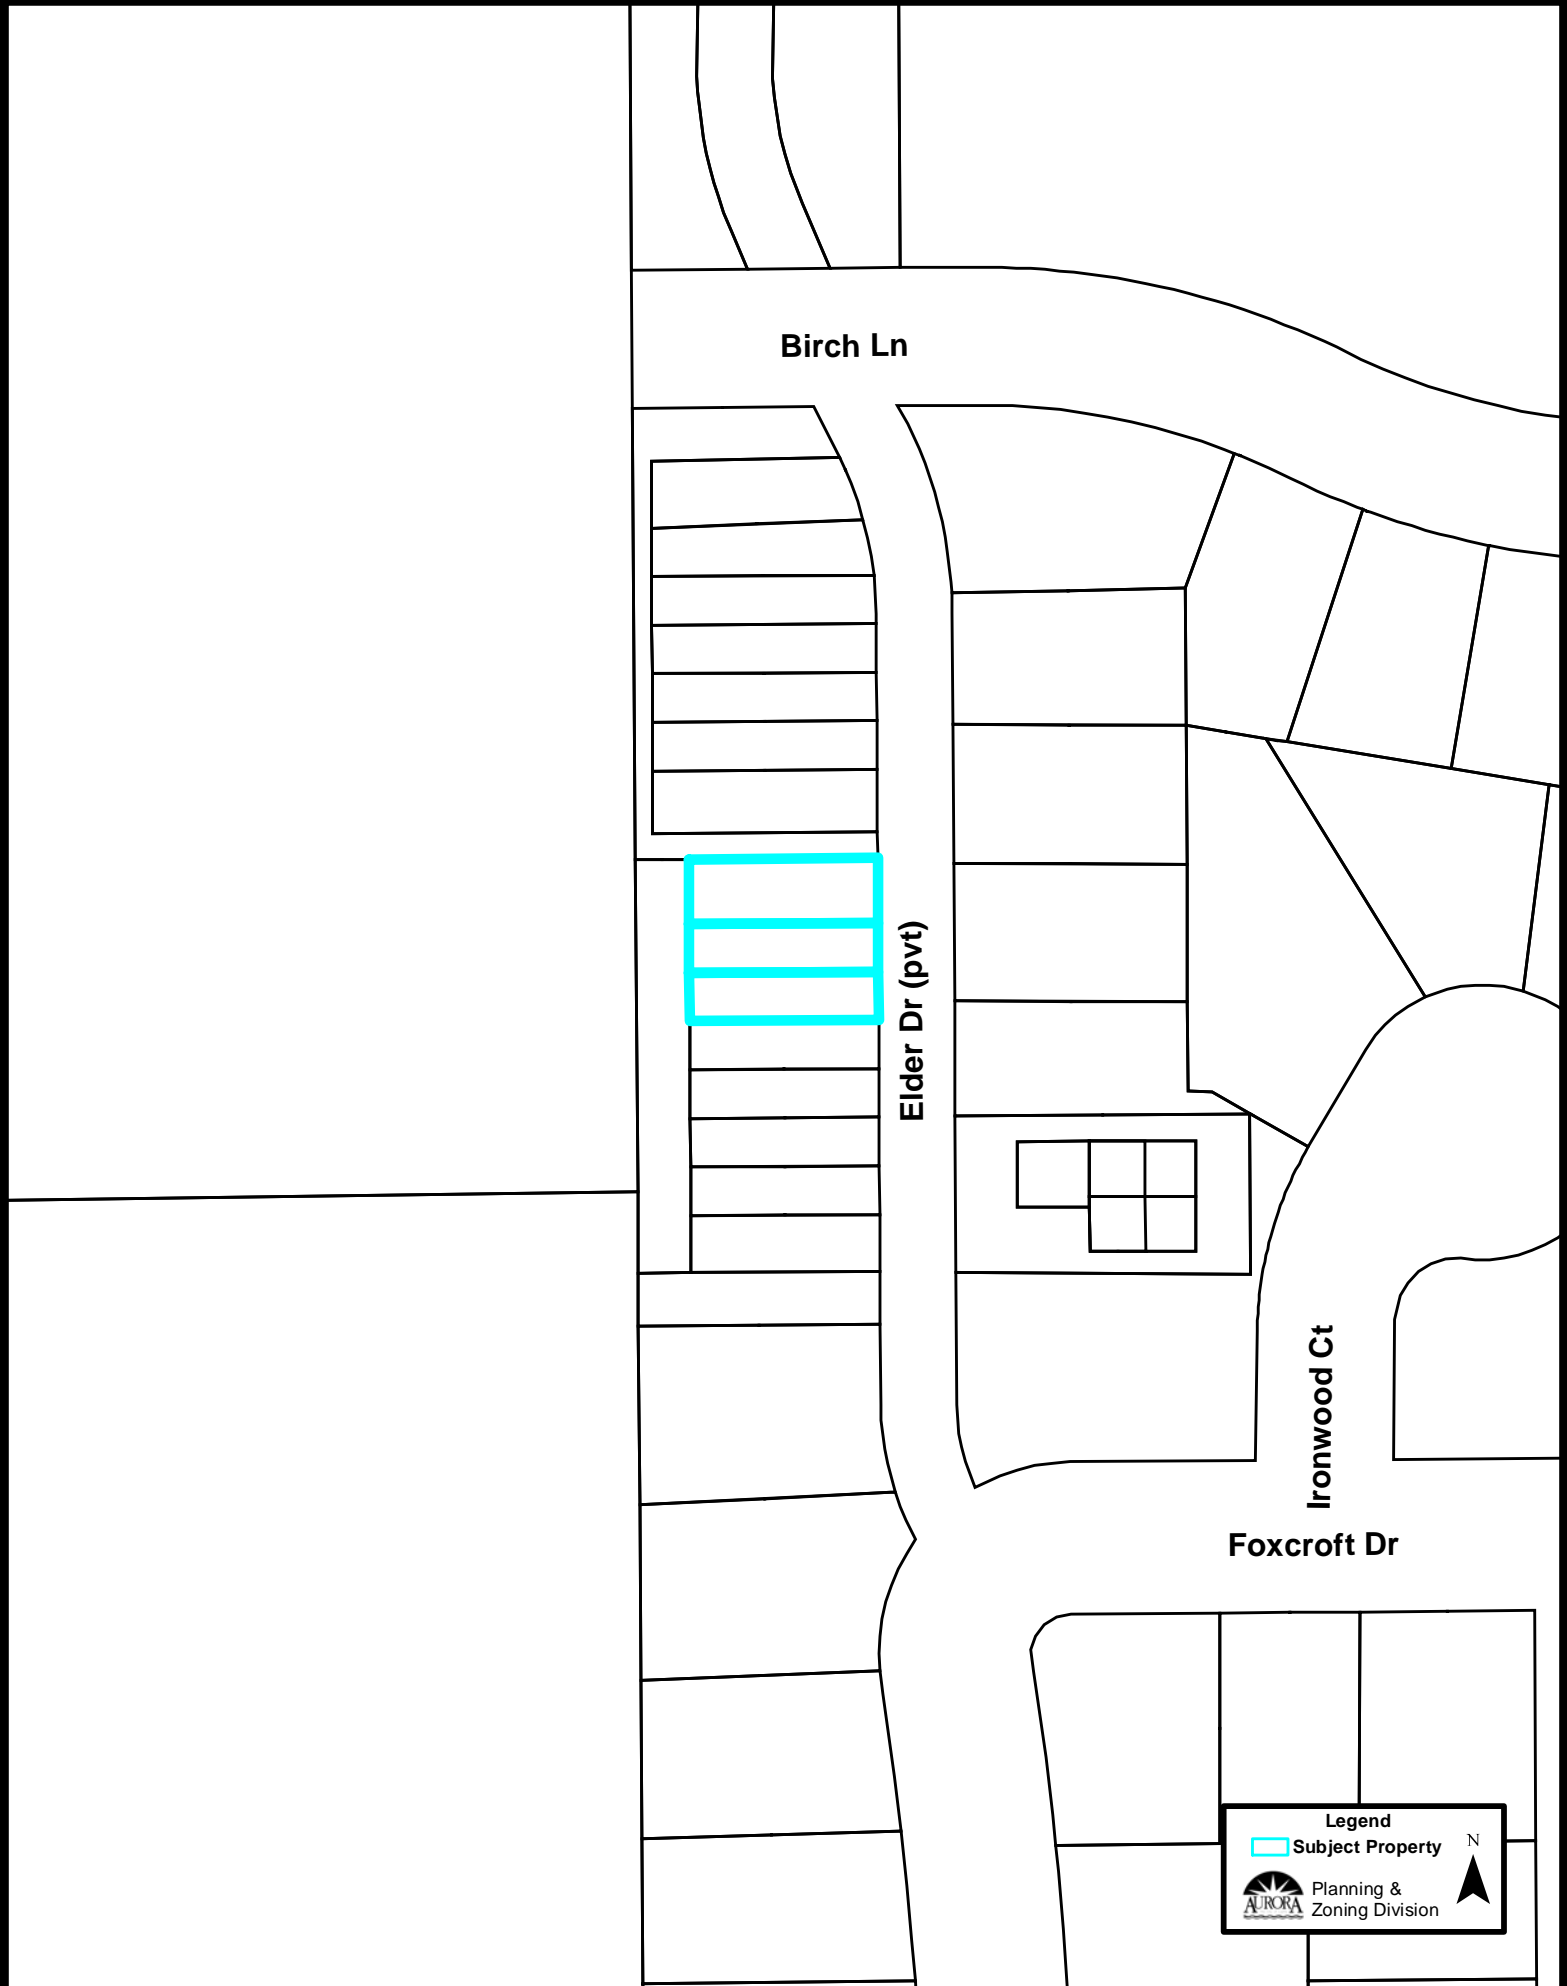 Birch Ln
Elder Dr (pvt)
Ironwood Ct
Foxcroft Dr
Legend
Subject Property
N
AURORA
Planning &
Zoning Division